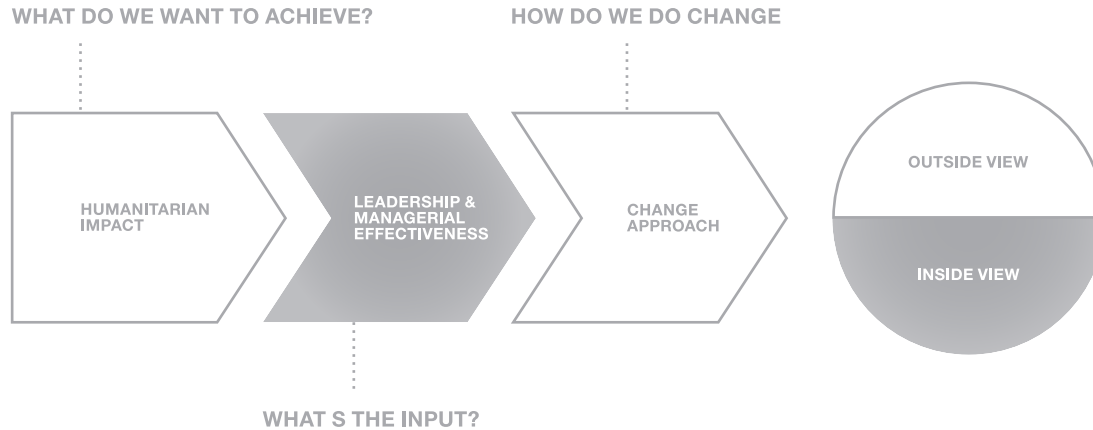 WHAT DO WE WANT TO ACHIEVE?
HOW DO WE DO CHANGE
HUMANITARIAN
IMPACT
LEADERSHIP &
MANAGERIAL
EFFECTIVENESS
CHANGE
APPROACH
OUTSIDE VIEW
INSIDE VIEW
WHAT S THE INPUT?